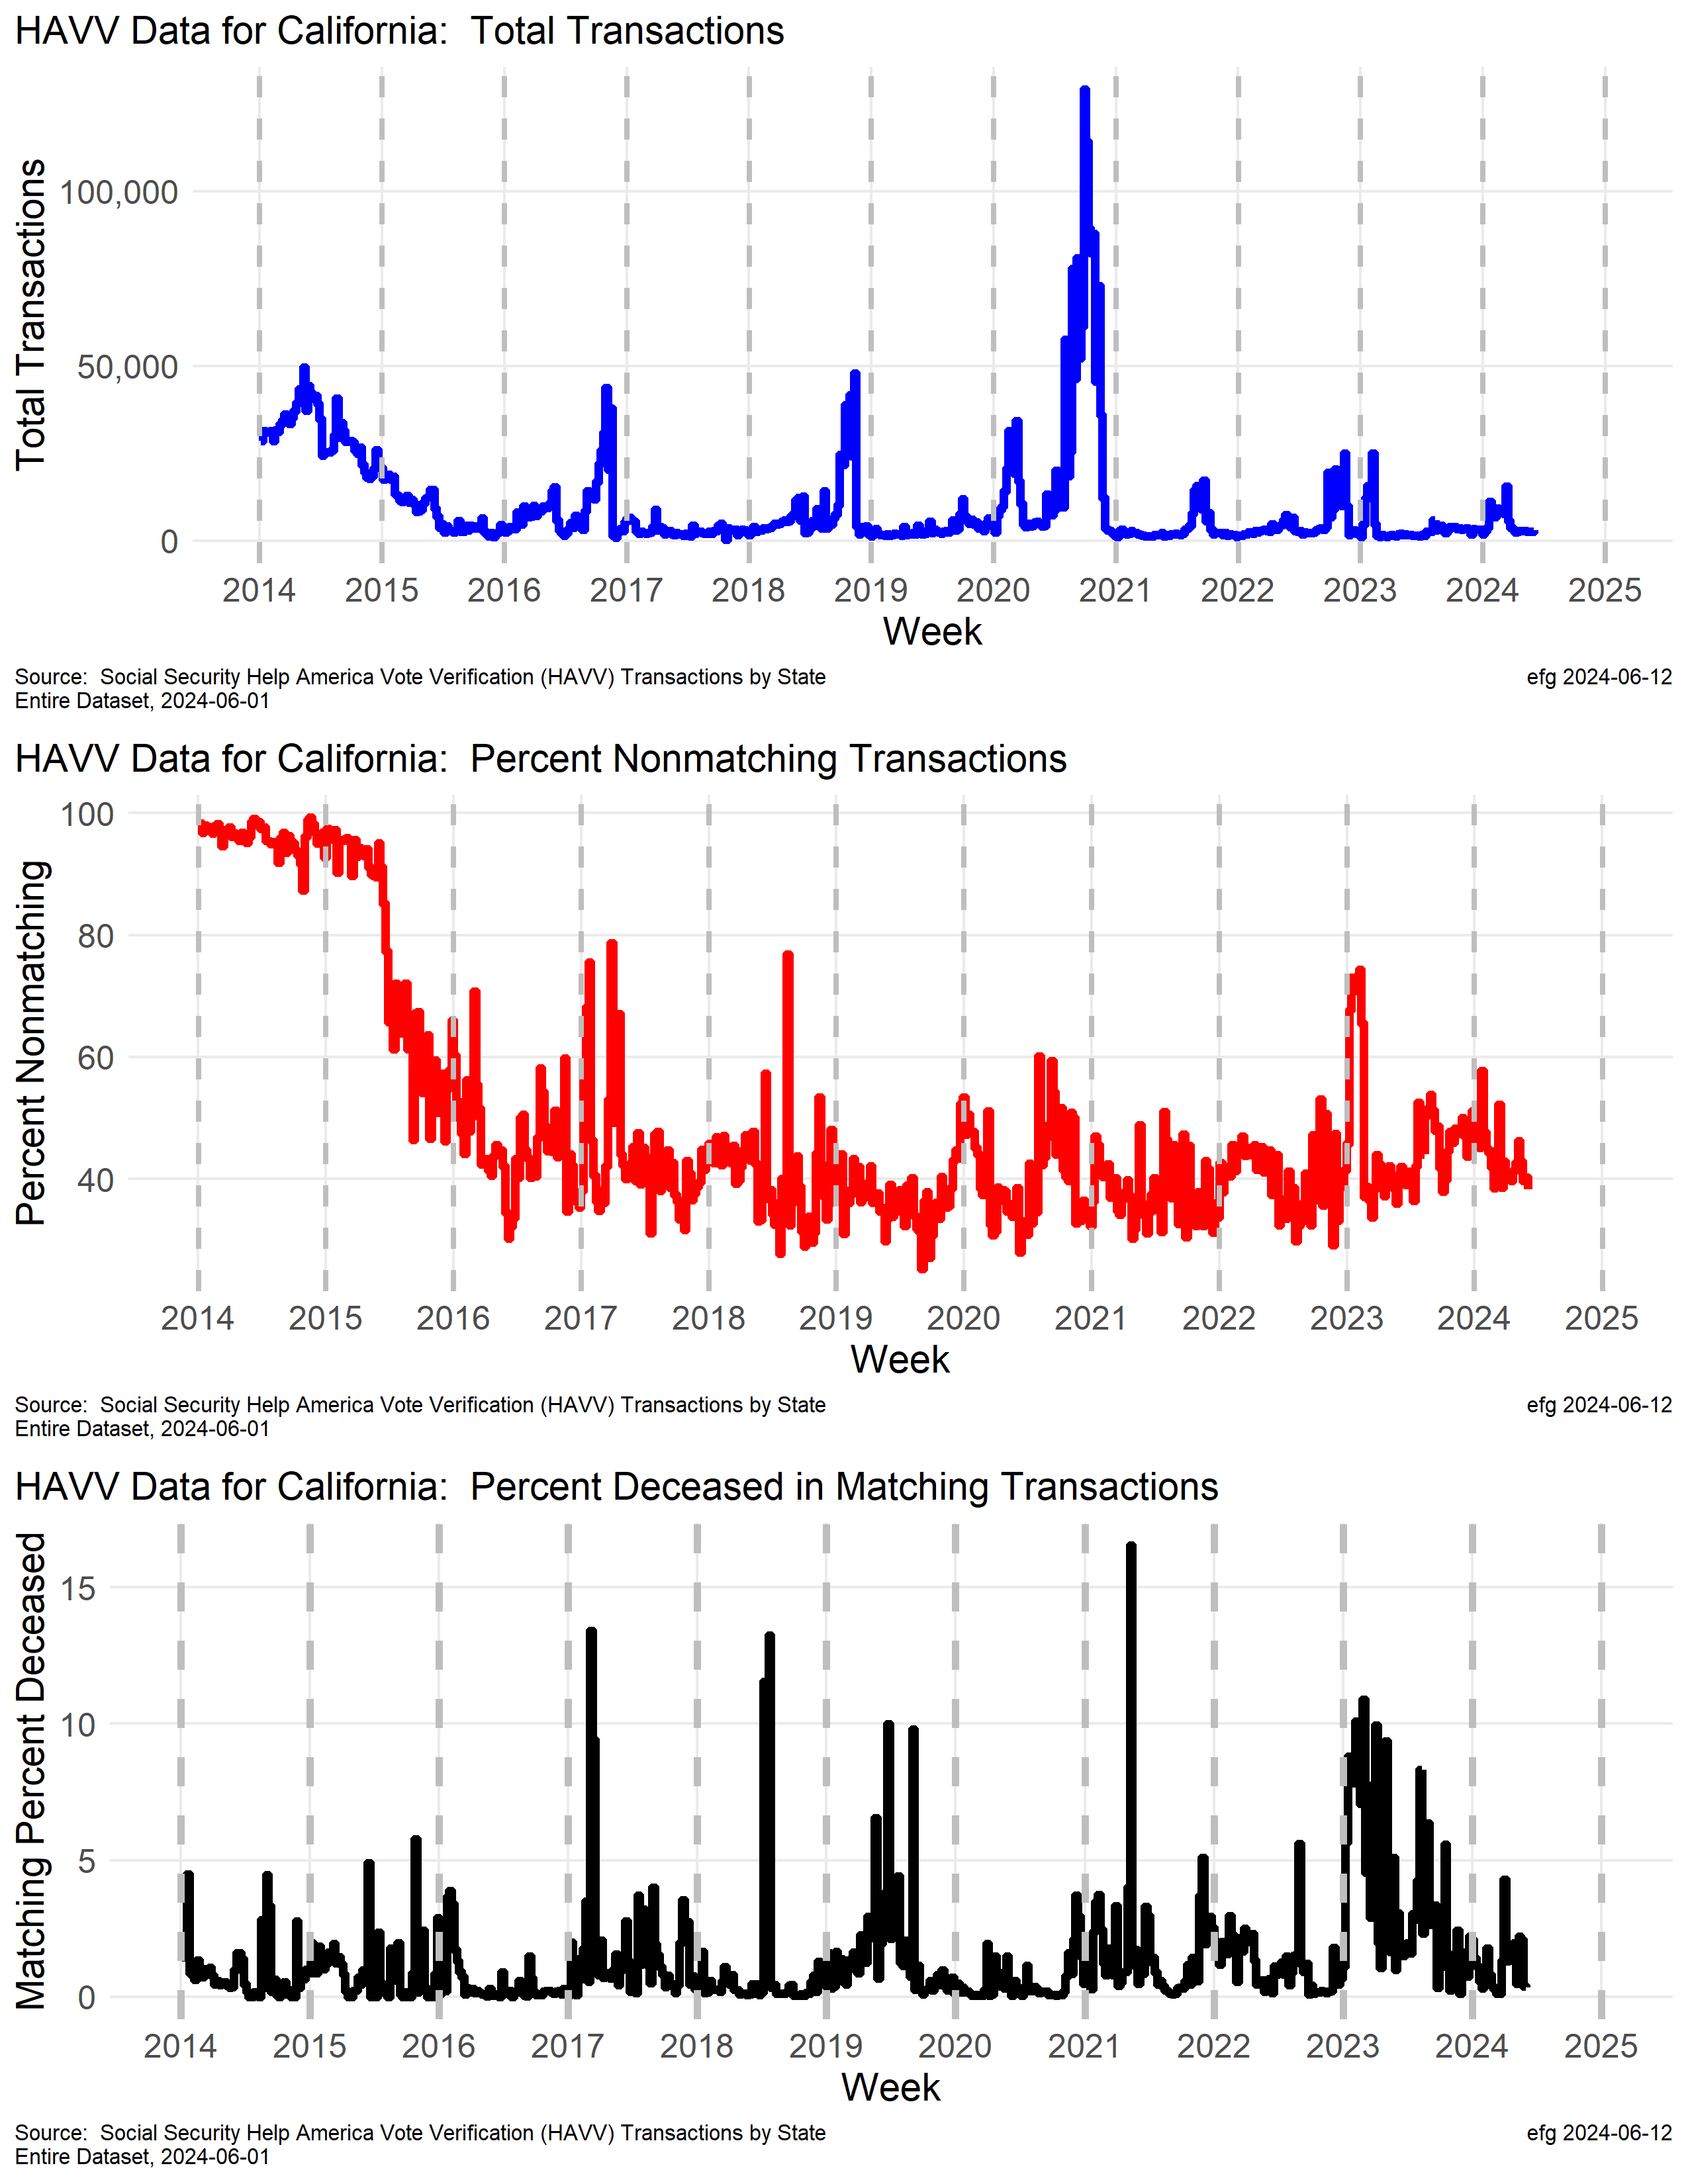 HAVV Data for California:  Total Transactions
Total Transactions
100,000
50,000
0
2014 2015 2016 2017 2018 2019 2020 2021 2022 2023 2024 2025
Week
Source:  Social Security Help America Vote Verification (HAVV) Transactions by State
Entire Dataset, 2024-06-01
efg 2024-06-12
HAVV Data for California:  Percent Nonmatching Transactions
Percent Nonmatching
100
80
60
40
2014 2015 2016 2017 2018 2019 2020 2021 2022 2023 2024 2025
Week
Source:  Social Security Help America Vote Verification (HAVV) Transactions by State
Entire Dataset, 2024-06-01
efg 2024-06-12
HAVV Data for California:  Percent Deceased in Matching Transactions
Matching Percent Deceased
15
10
5
0
2014 2015 2016 2017 2018 2019 2020 2021 2022 2023 2024 2025
Week
Source:  Social Security Help America Vote Verification (HAVV) Transactions by State
Entire Dataset, 2024-06-01
efg 2024-06-12